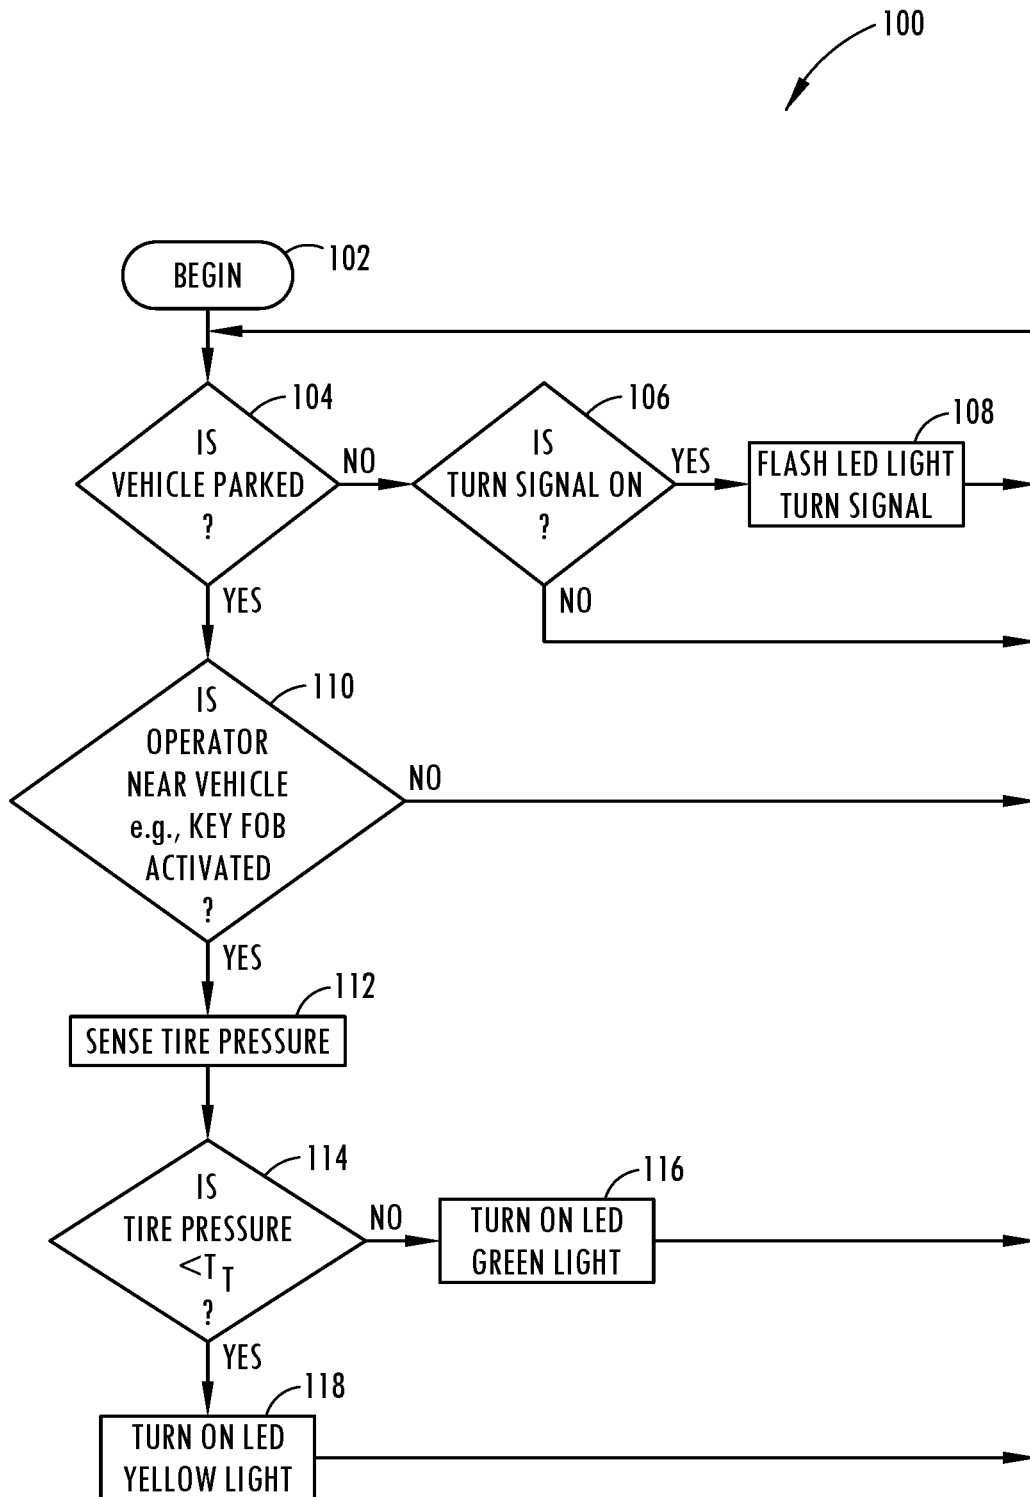 100
BEGIN
102
104
IS
VEHICLE PARKED
?
NO
106
IS
TURN SIGNAL ON
?
YES
108
FLASH LED LIGHT
TURN SIGNAL
YES
NO
110
IS
OPERATOR
NEAR VEHICLE
e.g., KEY FOB
ACTIVATED
?
NO
YES
112
SENSE TIRE PRESSURE
114
IS
TIRE PRESSURE
<T T
?
NO
116
TURN ON LED
GREEN LIGHT
YES
118
TURN ON LED
YELLOW LIGHT